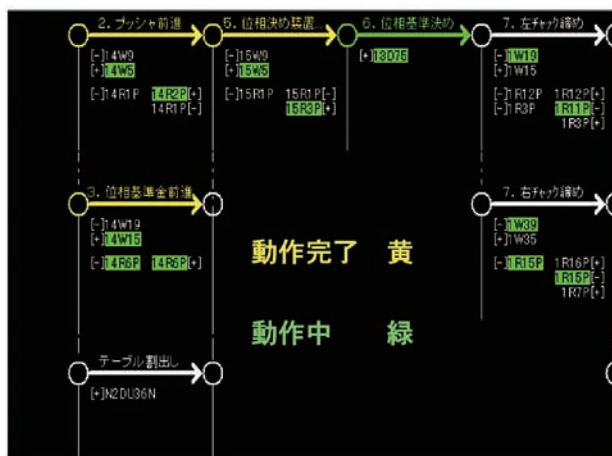 2. プッシャ前進
5. 位相決め装置...
6. 位相基準決め
7. 左チャック締め
[-]14W9
[+]14W5
[-]14R1P 14R2P[+]
14R1P[-]
[-]15W9
[+]15W5
[-]15R1P 15R1P[-]
15R3P[+]
[+]13D75
[-]1W19
[+]1W15
[-]1R12P 1R12P[+]
[-]1R3P 1R11P[-]
1R3P[+]
3. 位相基準金前進
7. 右チャック締め
[-]14W19
[+]14W15
[-]14R6P 14R6P[+]
[-]1W39
[+]1W35
[-]1R15P 1R16P[+]
1R15P[-]
1R7P[+]
動作完了 黄
動作中 緑
テーブル割出し
[+]N2DU36N